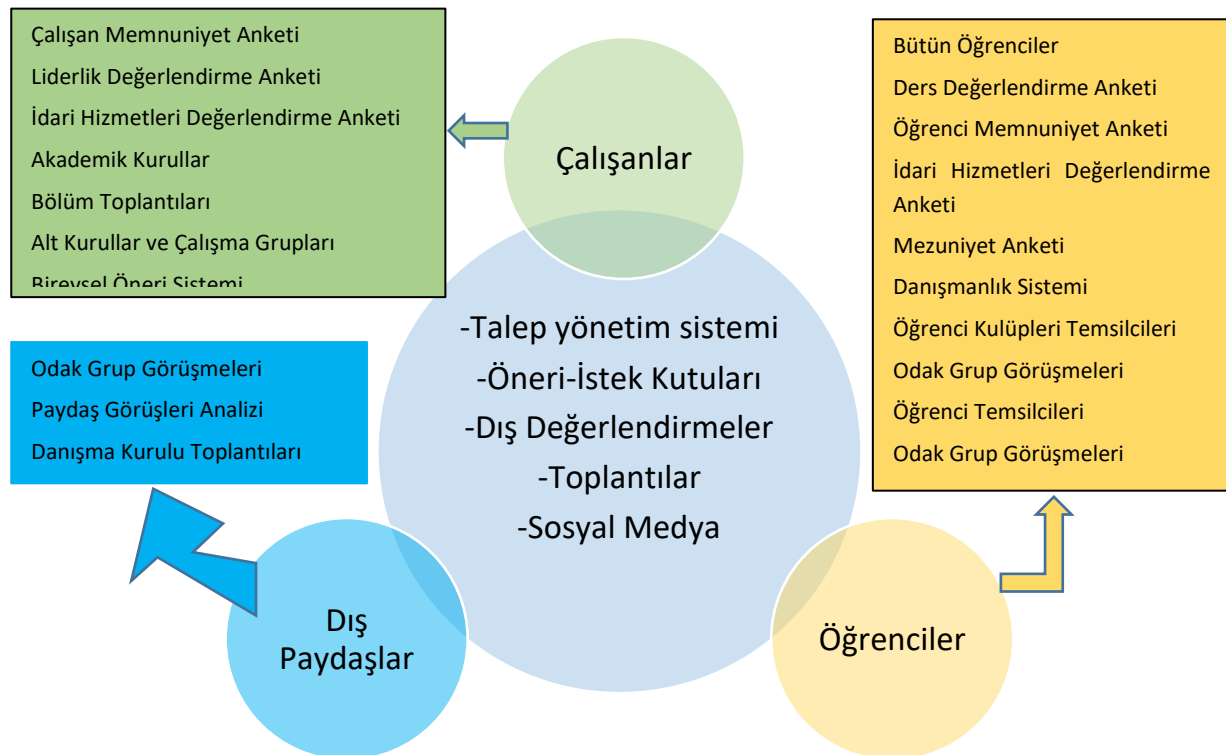 Çalışan Memnuniyet Anketi
Liderlik Değerlendirme Anketi
İdari Hizmetleri Değerlendirme Anketi
Akademik Kurullar
Bölüm Toplantıları
Alt Kurullar ve Çalışma Grupları
Bireysel Öneri Sistemi
Çalışanlar
Bütün Öğrenciler
Ders Değerlendirme Anketi
Öğrenci Memnuniyet Anketi
İdari Hizmetleri Değerlendirme
Anketi
Mezuniyet Anketi
Danışmanlık Sistemi
Öğrenci Kulüpleri Temsilcileri
Odak Grup Görüşmeleri
Öğrenci Temsilcileri
Odak Grup Görüşmeleri
-Talep yönetim sistemi
-Öneri-İstek Kutuları
-Dış Değerlendirmeler
-Toplantılar
-Sosyal Medya
Odak Grup Görüşmeleri
Paydaş Görüşleri Analizi
Danışma Kurulu Toplantıları
Dış
Paydaşlar
Öğrenciler